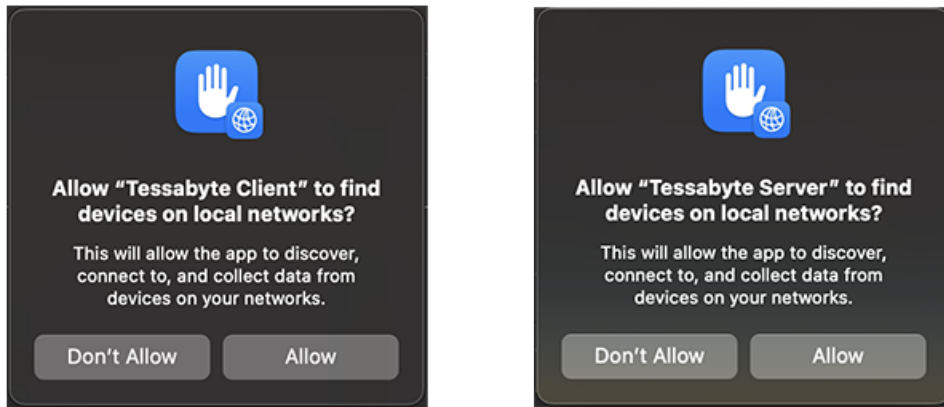 Allow “Tessabyte Client” to find
devices on local networks?
This will allow the app to discover,
connect to, and collect data from
devices on your networks.
Don’t Allow
Allow
Allow “Tessabyte Server” to find
devices on local networks?
This will allow the app to discover,
connect to, and collect data from
devices on your networks.
Don’t Allow
Allow